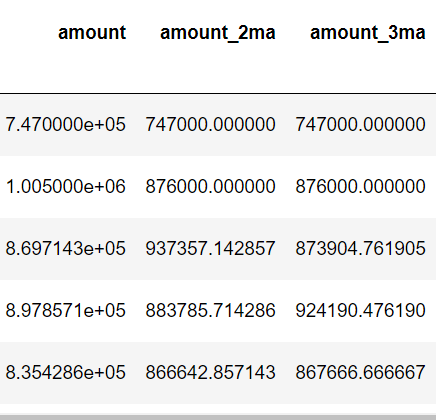 amount amount_2ma amount_3ma
7.470000e+05 747000.000000 747000.000000
1.005000e+06 876000.000000 876000.000000
8.697143e+05 937357.142857 873904.761905
8.978571e+05 883785.714286 924190.476190
8.354286e+05 866642.857143 867666.666667